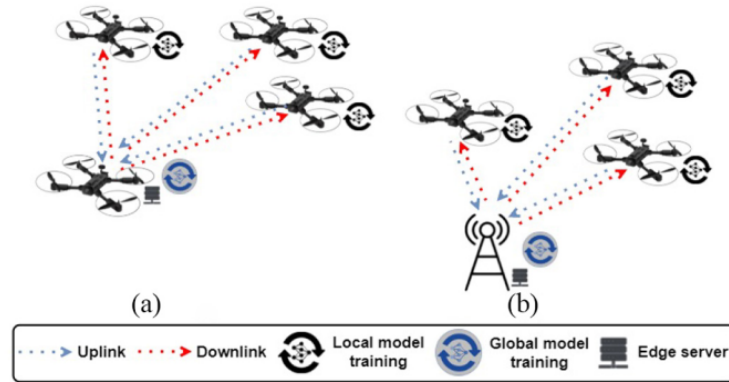 (a)
(b)
Uplink
Downlink
Local model
training
Global model
training
Edge server